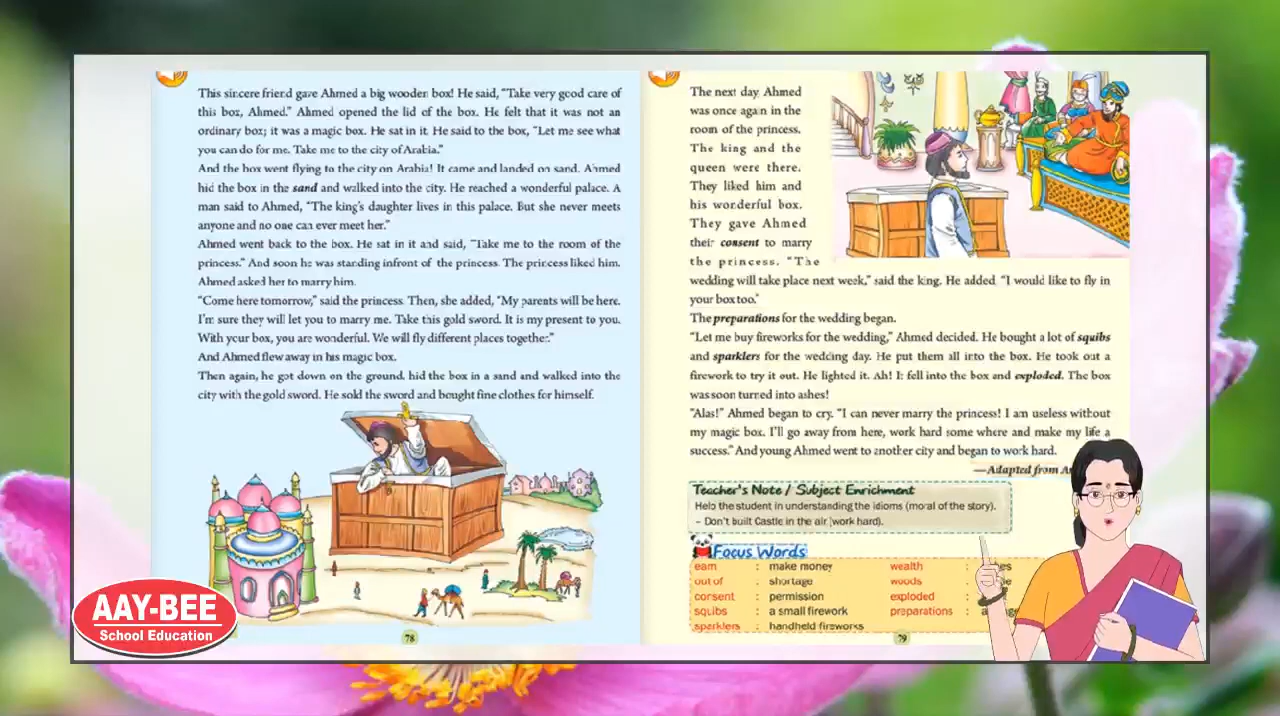 This sincere friend gave Ahmed a big wooden box! He said, "Take very good care of
this box, Ahmed." Ahmed opened the lid of the box. He felt that it was not an
ordinary box; it was a magic box. He sat in it. He said to the box, "Let me see what
you can do for me. Take me to the city of Arabia."
And the box went flying to the city on Arabia! It came and landed on sand. Ahmed
hid the box in the sand and walked into the city. He reached a wonderful palace. A
man said to Ahmed, "The king's daughter lives in this palace. But she never meets
anyone and no one can ever meet her."
Ahmed went back to the box. He sat in it and said, "Take me to the room of the
princess." And soon he was standing infront of the princess. The princess liked him.
Ahmed asked her to marry him.
"Come here tomorrow," said the princess. Then, she added, "My parents will be here.
I'm sure they will let you to marry me. Take this gold sword. It is my present to you.
With your box, you are wonderful. We will fly different places together."
And Ahmed flew away in his magic box.
Then again, he got down on the ground, hid the box in a sand and walked into the
city with the gold sword. He sold the sword and bought fine clothes for himself.
78
The next day Ahmed
was once again in the
room of the princess.
The king and the
queen were there.
They liked him and
his wonderful box.
They gave Ahmed
their consent to marry
the princess. "The
wedding will take place next week," said the king. He added, "I would like to fly in
your box too."
The preparations for the wedding began.
"Let me buy fireworks for the wedding," Ahmed decided. He bought a lot of squibs
and sparklers for the wedding day. He put them all into the box. He took out a
firework to try it out. He lighted it. Ah! It fell into the box and exploded. The box
was soon turned into ashes!
"Alas!" Ahmed began to cry. "I can never marry the princess! I am useless without
my magic box. I'll go away from here, work hard some where and make my life a
success." And young Ahmed went to another city and began to work hard.
—Adapted from
Teacher's Note / Subject Enrichment
Help the student in understanding the idioms (moral of the story).
- Don't built Castle in the air (work hard).
Focus Words
earn : make money wealth :
out of : shortage woods :
consent : permission exploded :
squibs : a small firework preparations :
sparklers : handheld fireworks
79
AAY-BEE
School Education